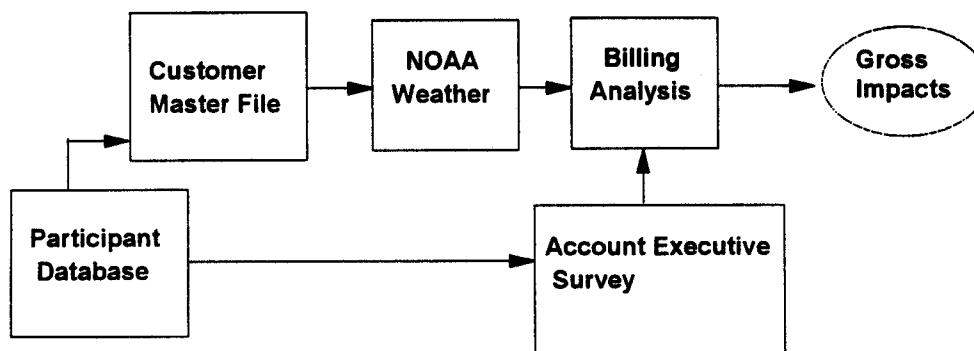 Customer
Master File
NOAA
Weather
Billing
Analysis
Gross
Impacts
Participant
Database
Account Executive
Survey